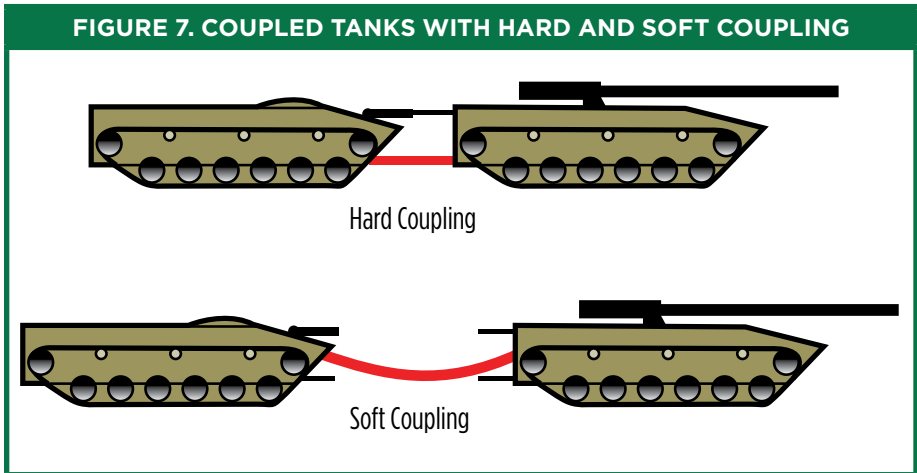 FIGURE 7. COUPLED TANKS WITH HARD AND SOFT COUPLING
Hard Coupling
Soft Coupling